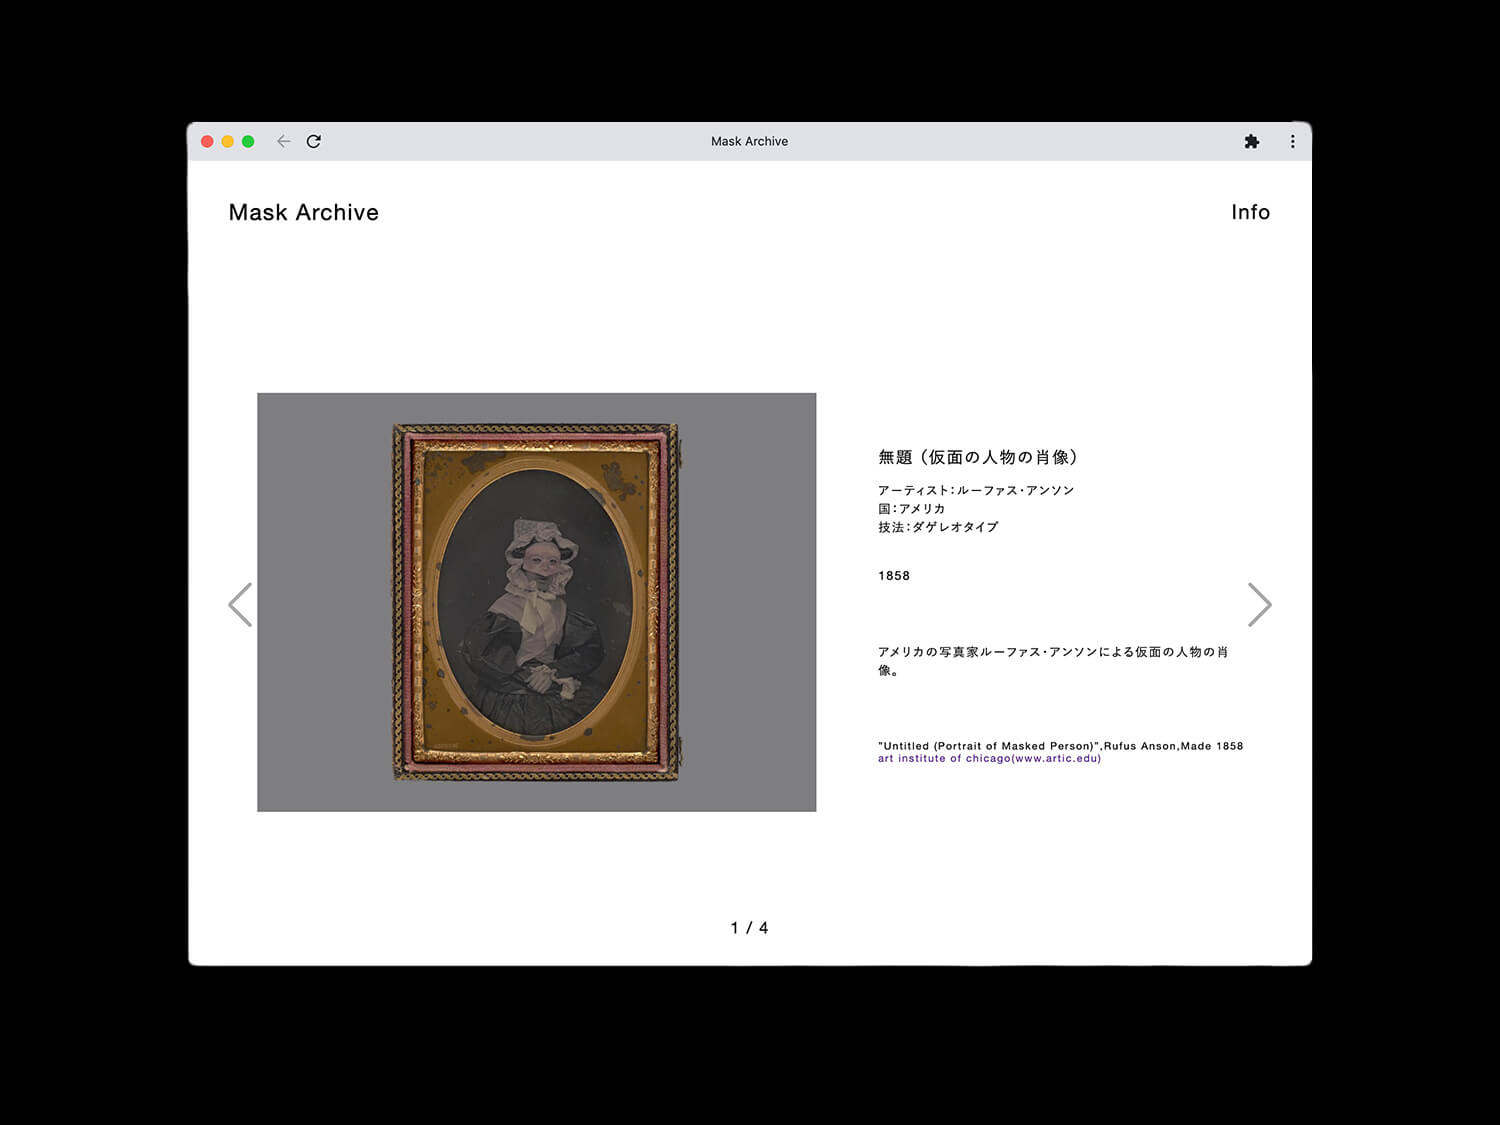 Mask Archive
Mask Archive
Info
無題（仮面の人物の肖像）
アーティスト：ルーファス・アンソン
国：アメリカ
技法：ダゲレオタイプ
1858
アメリカの写真家ルーファス・アンソンによる仮面の人物の肖
像。
"Untitled (Portrait of Masked Person)",Rufus Anson,Made 1858
art institute of chicago(www.artic.edu)
1 / 4